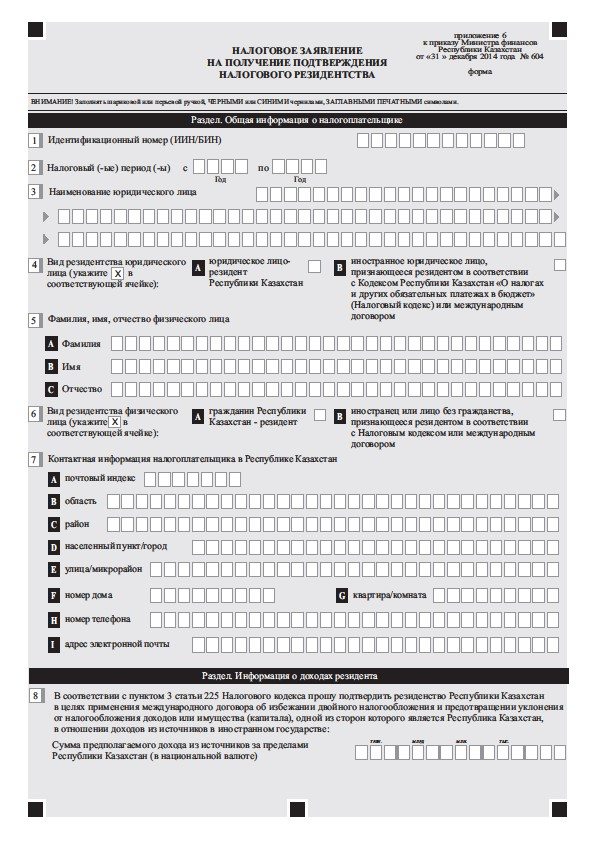 приложение 6
к приказу Министра финансов
Республики Казахстан
от «31 » декабря 2014 года № 604
форма
НАЛОГОВОЕ ЗАЯВЛЕНИЕ
НА ПОЛУЧЕНИЕ ПОДТВЕРЖДЕНИЯ
НАЛОГОВОГО РЕЗИДЕНТСТВА
ВНИМАНИЕ! Заполнять шариковой или перьевой ручкой, ЧЕРНЫМИ или СИНИМИ чернилами, ЗАГЛАВНЫМИ ПЕЧАТНЫМИ символами.
Раздел. Общая информация о налогоплательщике
1 Идентификационный номер (ИИН/БИН)
2 Налоговый (-ые) период (-ы) с по
Год Год
3 Наименование юридического лица
4 Вид резидентства юридического
лица (укажите X в
соответствующей ячейке):
A юридическое лицо-
резидент
Республики Казахстан
B иностранное юридическое лицо,
признающееся резидентом в соответствии
с Кодексом Республики Казахстан «О налогах
и других обязательных платежах в бюджет»
(Налоговый кодекс) или международным
договором
5 Фамилия, имя, отчество физического лица
A Фамилия
B Имя
C Отчество
6 Вид резидентства физического
лица (укажите X в
соответствующей ячейке):
A гражданин Республики
Казахстан - резидент
B иностранец или лицо без гражданства,
признающееся резидентом в соответствии
с Налоговым кодексом или международным
договором
7 Контактная информация налогоплательщика в Республике Казахстан
A почтовый индекс
B область
C район
D населенный пункт/город
E улица/микрорайон
F номер дома G квартира/комната
H номер телефона
I адрес электронной почты
Раздел. Информация о доходах резидента
8 В соответствии с пунктом 3 статьи 225 Налогового кодекса прошу подтвердить резидентство Республики Казахстан
в целях применения международного договора об избежании двойного налогообложения и предотвращении уклонения
от налогообложения доходов или имущества (капитала), одной из сторон которого является Республика Казахстан,
в отношении доходов из источников в иностранном государстве:
трлн. млрд. млн. тыс.
Сумма предполагаемого дохода из источников за пределами
Республики Казахстан (в национальной валюте)